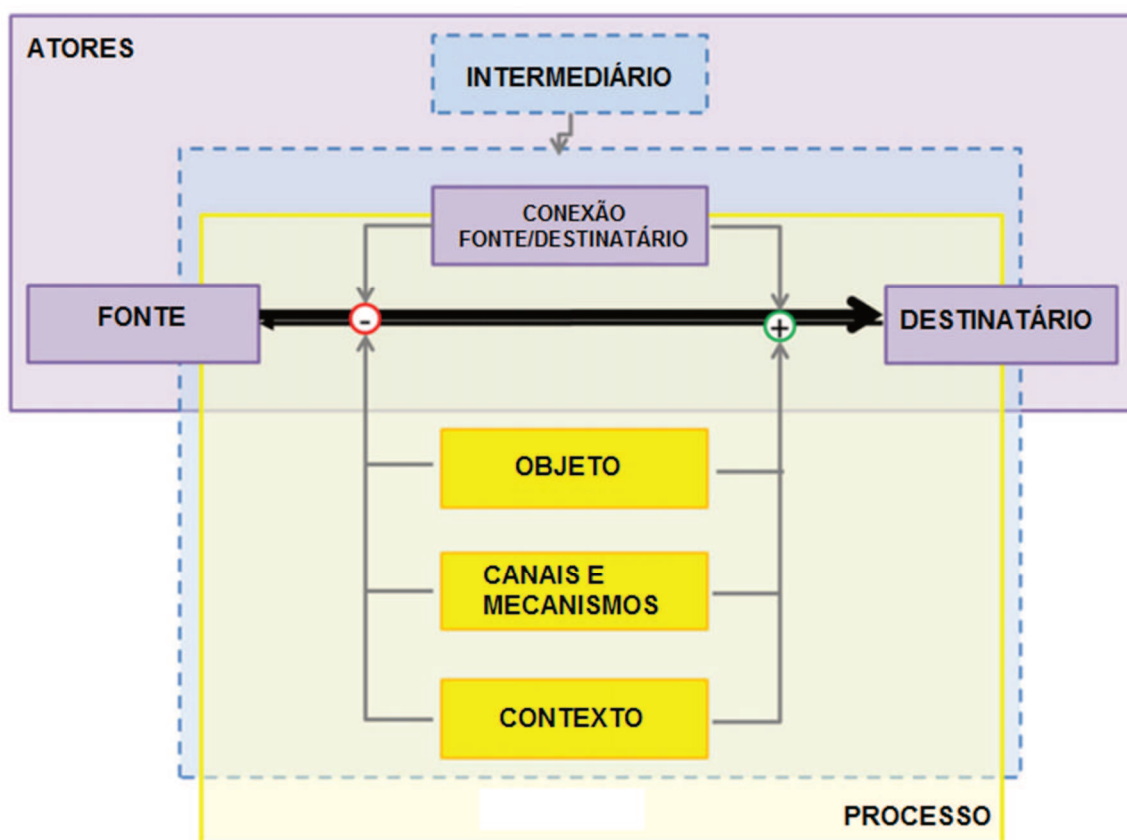 ATORES
INTERMEDIÁRIO
CONEXÃO
FONTE/DESTINATÁRIO
FONTE
DESTINATÁRIO
-
+
OBJETO
CANAIS E
MECANISMOS
CONTEXTO
PROCESSO